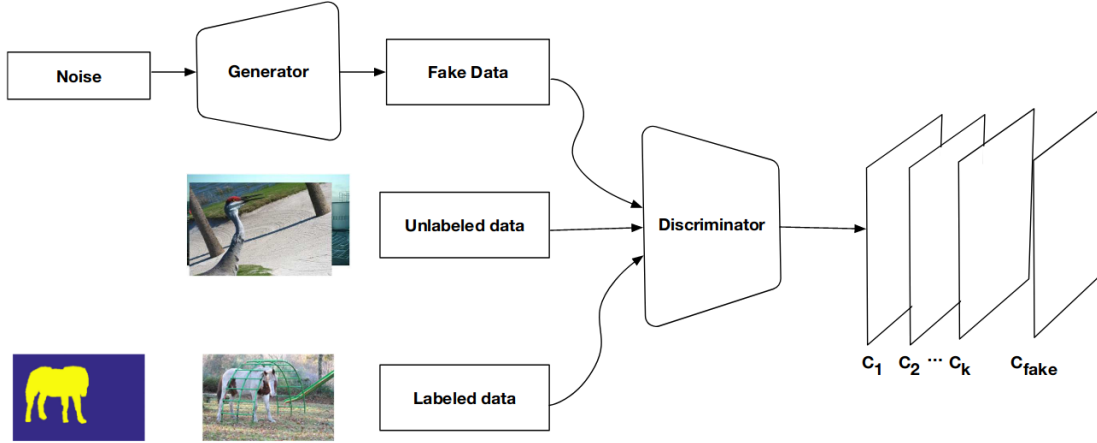 Noise
Generator
Fake Data
Unlabeled data
Discriminator
Labeled data
C1 C2 ... Ck Cfake